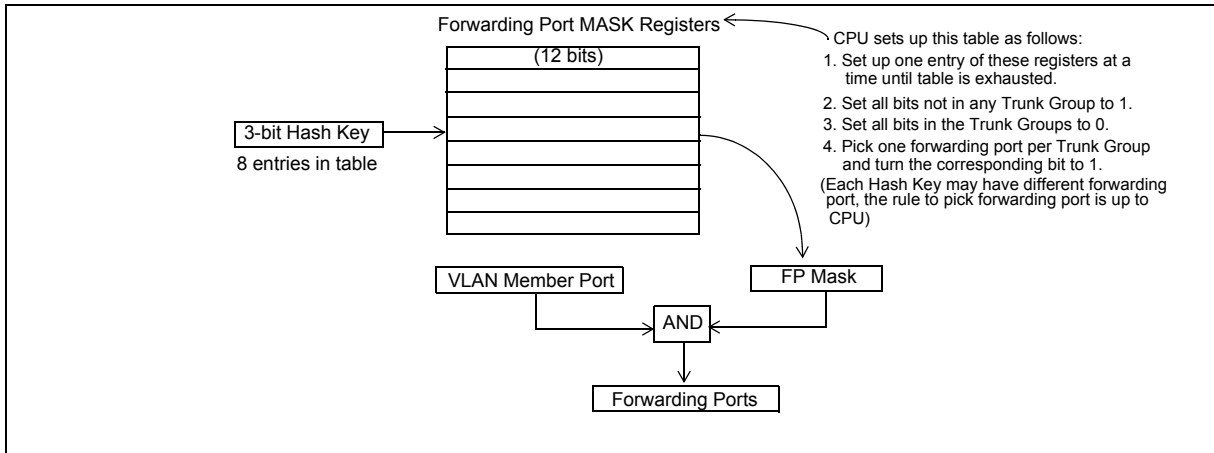 Forwarding Port MASK Registers
(12 bits)
CPU sets up this table as follows:
1. Set up one entry of these registers at a
time until table is exhausted.
2. Set all bits not in any Trunk Group to 1.
3. Set all bits in the Trunk Groups to 0.
4. Pick one forwarding port per Trunk Group
and turn the corresponding bit to 1.
(Each Hash Key may have different forwarding
port, the rule to pick forwarding port is up to
CPU)
3-bit Hash Key
8 entries in table
VLAN Member Port
FP Mask
AND
Forwarding Ports